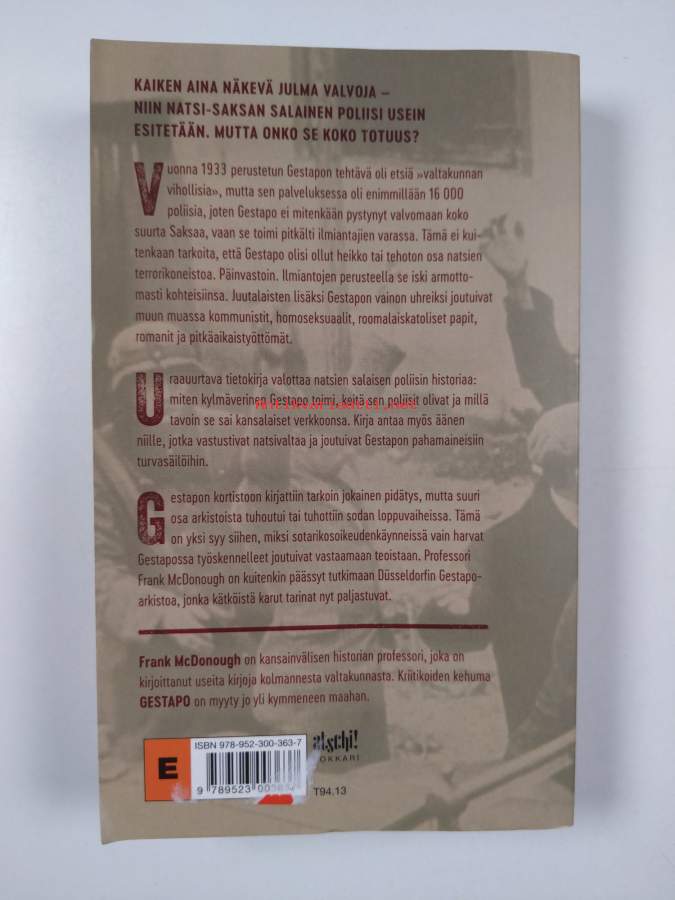 KAIKEN AINA NÄKEVÄ JULMA VALVOJA –
NIIN NATSI-SAKSAN SALAINEN POLIISI USEIN
ESITETÄÄN. MUTTA ONKO SE KOKO TOTUUS?
Vuonna 1933 perustetun Gestapon tehtävä oli etsiä »valtakunnan
vihollisia», mutta sen palveluksessa oli enimmillään 16 000
poliisia, joten Gestapo ei mitenkään pystynyt valvomaan koko
suurta Saksaa, vaan se toimi pitkälti ilmiantajien varassa. Tämä ei kui-
tenkaan tarkoita, että Gestapo olisi ollut heikko tai tehoton osa natsien
terrorikoneistoa. Päinvastoin. Ilmiantojen perusteella se iski armotto-
masti kohteisiinsa. Juutalaisten lisäksi Gestapon vainon uhreiksi joutuivat
muun muassa kommunistit, homoseksuaalit, roomalaiskatoliset papit,
romanit ja pitkäaikaistyöttömät.
Uraauurtava tietokirja valottaa natsien salaisen poliisin historiaa:
miten kylmäverinen Gestapo toimi, keitä sen poliisit olivat ja millä
tavoin se sai kansalaiset verkkoonsa. Kirja antaa myös äänen
niille, jotka vastustivat natsivaltaa ja joutuivat Gestapon pahamaineisiin
turvasäilöihin.
Gestapon kortistoon kirjattiin tarkoin jokainen pidätys, mutta suuri
osa arkistoista tuhoutui tai tuhottiin sodan loppuvaiheissa. Tämä
on yksi syy siihen, miksi sotarikosoikeudenkäynneissä vain harvat
Gestapossa työskennelleet joutuivat vastaamaan teoistaan. Professori
Frank McDonough on kuitenkin päässyt tutkimaan Düsseldorfin Gestapo-
arkistoa, jonka kätköistä karut tarinat nyt paljastuvat.
Frank McDonough on kansainvälisen historian professori, joka on
kirjoittanut useita kirjoja kolmannesta valtakunnasta. Kriitikoiden kehuma
GESTAPO on myyty jo yli kymmeneen maahan.
E
ISBN 978-952-300-363-7
T94.13